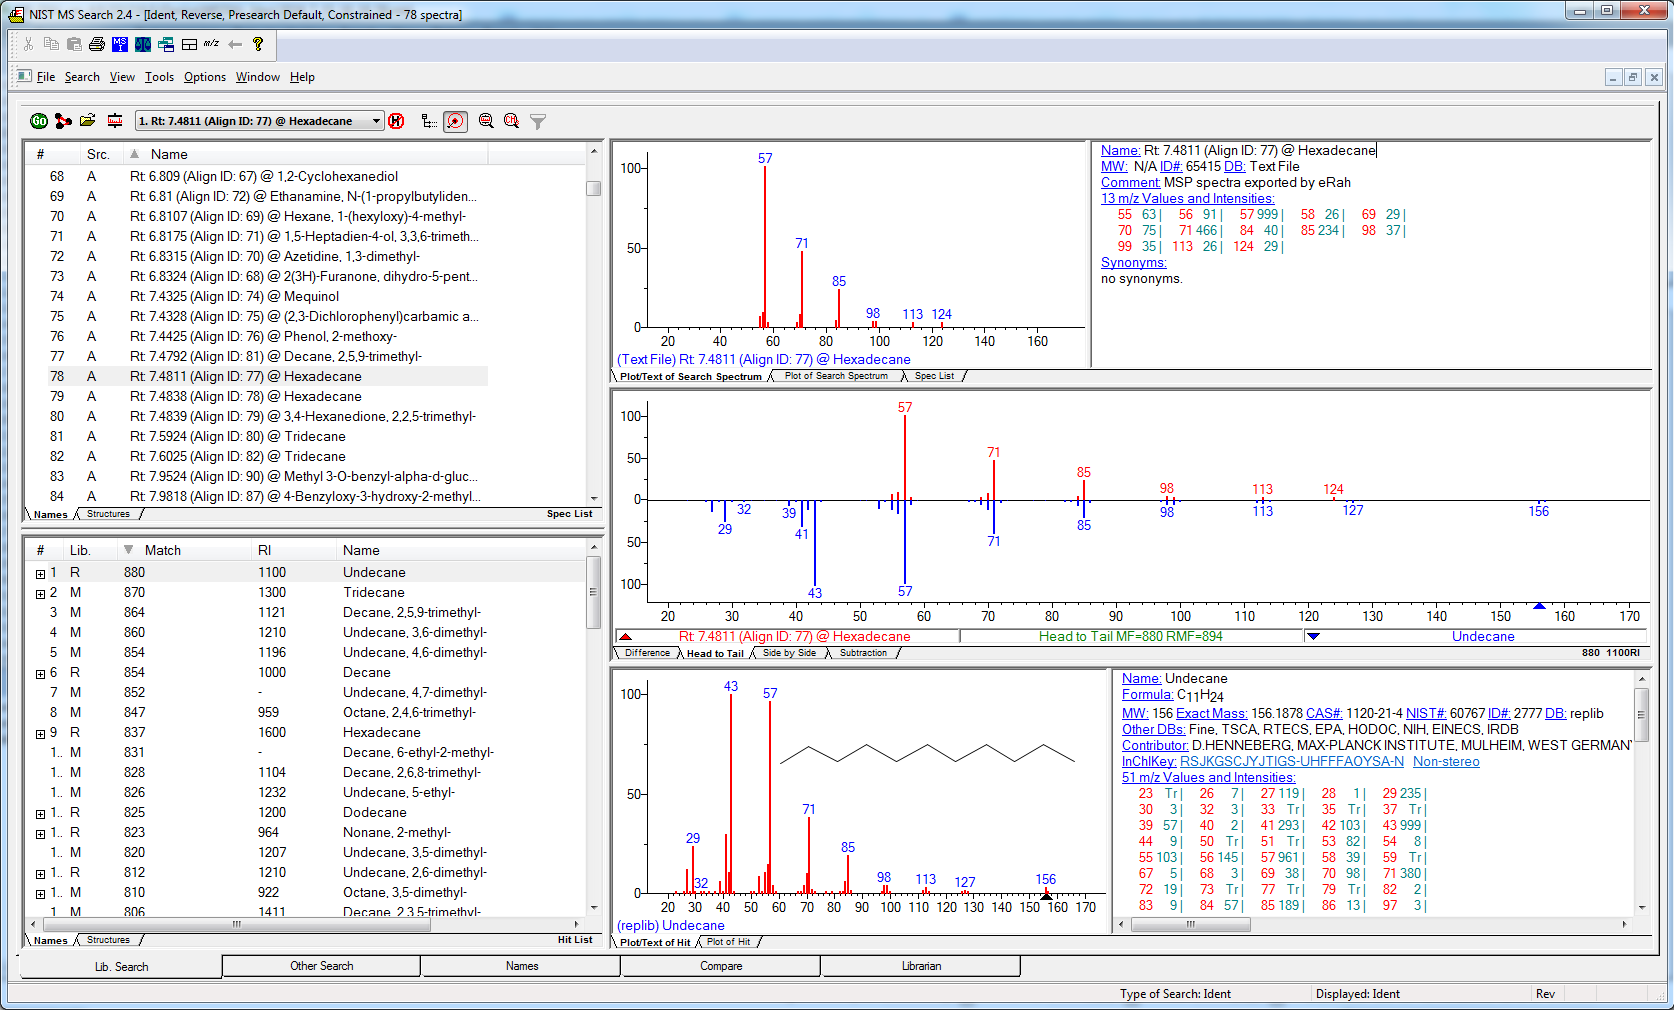 NIST MS Search 2.4 - [Ident, Reverse, Presearch Default, Constrained - 78 spectra]
File Search View Tools Options Window Help
1. Rt: 7.4811 (Align ID: 77) @ Hexadecane
# Src. Name
68 A Rt: 6.809 (Align ID: 67) @ 1,2-Cyclohexanediol
69 A Rt: 6.81 (Align ID: 72) @ Ethanamine, N-(1-propylbutyliden...
70 A Rt: 6.8107 (Align ID: 69) @ Hexane, 1-(hexyloxy)-4-methyl-
71 A Rt: 6.8175 (Align ID: 71) @ 1,5-Heptadien-4-ol, 3,3,6-trimeth...
72 A Rt: 6.8315 (Align ID: 70) @ Azetidine, 1,3-dimethyl-
73 A Rt: 6.8324 (Align ID: 68) @ 2(3H)-Furanone, dihydro-5-pent...
74 A Rt: 7.4325 (Align ID: 74) @ Mequinol
75 A Rt: 7.4328 (Align ID: 75) @ (2,3-Dichlorophenyl)carbamic a...
76 A Rt: 7.4425 (Align ID: 76) @ Phenol, 2-methoxy-
77 A Rt: 7.4792 (Align ID: 81) @ Decane, 2,5,9-trimethyl-
78 A Rt: 7.4811 (Align ID: 77) @ Hexadecane
79 A Rt: 7.4838 (Align ID: 78) @ Hexadecane
80 A Rt: 7.4839 (Align ID: 79) @ 3,4-Hexanedione, 2,2,5-trimethyl-
81 A Rt: 7.5924 (Align ID: 80) @ Tridecane
82 A Rt: 7.6025 (Align ID: 82) @ Tridecane
83 A Rt: 7.9524 (Align ID: 90) @ Methyl 3-O-benzyl-alpha-d-gluc...
84 A Rt: 7.9818 (Align ID: 87) @ 4-Benzyloxy-3-hydroxy-2-methyl...
Names Structures Spec List
# Lib. Match RI Name
1 R 880 1100 Undecane
2 M 870 1300 Tridecane
3 M 864 1121 Decane, 2,5,9-trimethyl-
4 M 860 1210 Undecane, 3,6-dimethyl-
5 M 854 1196 Undecane, 4,6-dimethyl-
6 R 854 1000 Decane
7 M 852 - Undecane, 4,7-dimethyl-
8 M 847 959 Octane, 2,4,6-trimethyl-
9 R 837 1600 Hexadecane
1.. M 831 - Decane, 6-ethyl-2-methyl-
1.. M 828 1104 Decane, 2,6,8-trimethyl-
1.. M 826 1232 Undecane, 5-ethyl-
1.. R 825 1200 Dodecane
1.. R 823 964 Nonane, 2-methyl-
1.. M 820 1207 Undecane, 3,5-dimethyl-
1.. R 812 1210 Undecane, 2,6-dimethyl-
1.. M 810 922 Octane, 3,5-dimethyl-
1.. M 806 1411 Decane, 2,3,5-trimethyl-
Names Structures Hit List
100
50
0
57
71
85
98 113 124
20 40 60 80 100 120 140 160
(Text File) Rt: 7.4811 (Align ID: 77) @ Hexadecane
Plot/Text of Search Spectrum Plot of Search Spectrum Spec List
Name: Rt: 7.4811 (Align ID: 77) @ Hexadecane
MW: N/A ID#: 65415 DB: Text File
Comment: MSP spectra exported by eRah
13 m/z Values and Intensities:
55 63| 56 91| 57 999| 58 26| 69 29|
70 75| 71 466| 84 40| 85 234| 98 37|
99 35| 113 26| 124 29|
Synonyms:
no synonyms.
100
50
0
50
100
57
71
85
98 113 124
29 32 39 41 43 57 71 85 98 113 127 156
20 30 40 50 60 70 80 90 100 110 120 130 140 150 160 170
Rt: 7.4811 (Align ID: 77) @ Hexadecane Head to Tail MF=880 RMF=894 Undecane
Difference Head to Tail Side by Side Subtraction 880 1100RI
100
50
0
43
57
71
29
85
32 98 113 127 156
20 30 40 50 60 70 80 90 100 110 120 130 140 150 160 170
(replib) Undecane
Plot/Text of Hit Plot of Hit
Name: Undecane
Formula: C11H24
MW: 156 Exact Mass: 156.1878 CAS#: 1120-21-4 NIST#: 60767 ID#: 2777 DB: replib
Other DBs: Fine, TSCA, RTECS, EPA, HODOC, NIH, EINECS, IRDB
Contributor: D.HENNEBERG, MAX-PLANCK INSTITUTE, MULHEIM, WEST GERMAN
InChIKey: RSJKGSCJYJTIGS-UHFFFAOYSA-N Non-stereo
51 m/z Values and Intensities:
23 Tr| 26 7| 27 119| 28 1| 29 235|
30 3| 32 3| 33 Tr| 35 Tr| 37 Tr|
39 57| 40 2| 41 293| 42 103| 43 999|
44 9| 50 Tr| 51 Tr| 53 82| 54 8|
55 103| 56 145| 57 961| 58 39| 59 Tr|
67 5| 68 3| 69 38| 70 98| 71 380|
72 19| 73 Tr| 77 Tr| 79 Tr| 82 2|
83 9| 84 57| 85 189| 86 13| 97 3|
Lib. Search Other Search Names Compare Librarian
Type of Search: Ident Displayed: Ident Rev